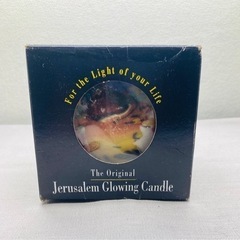 For the Light of your Life
The Original
Jerusalem Glowing Candle